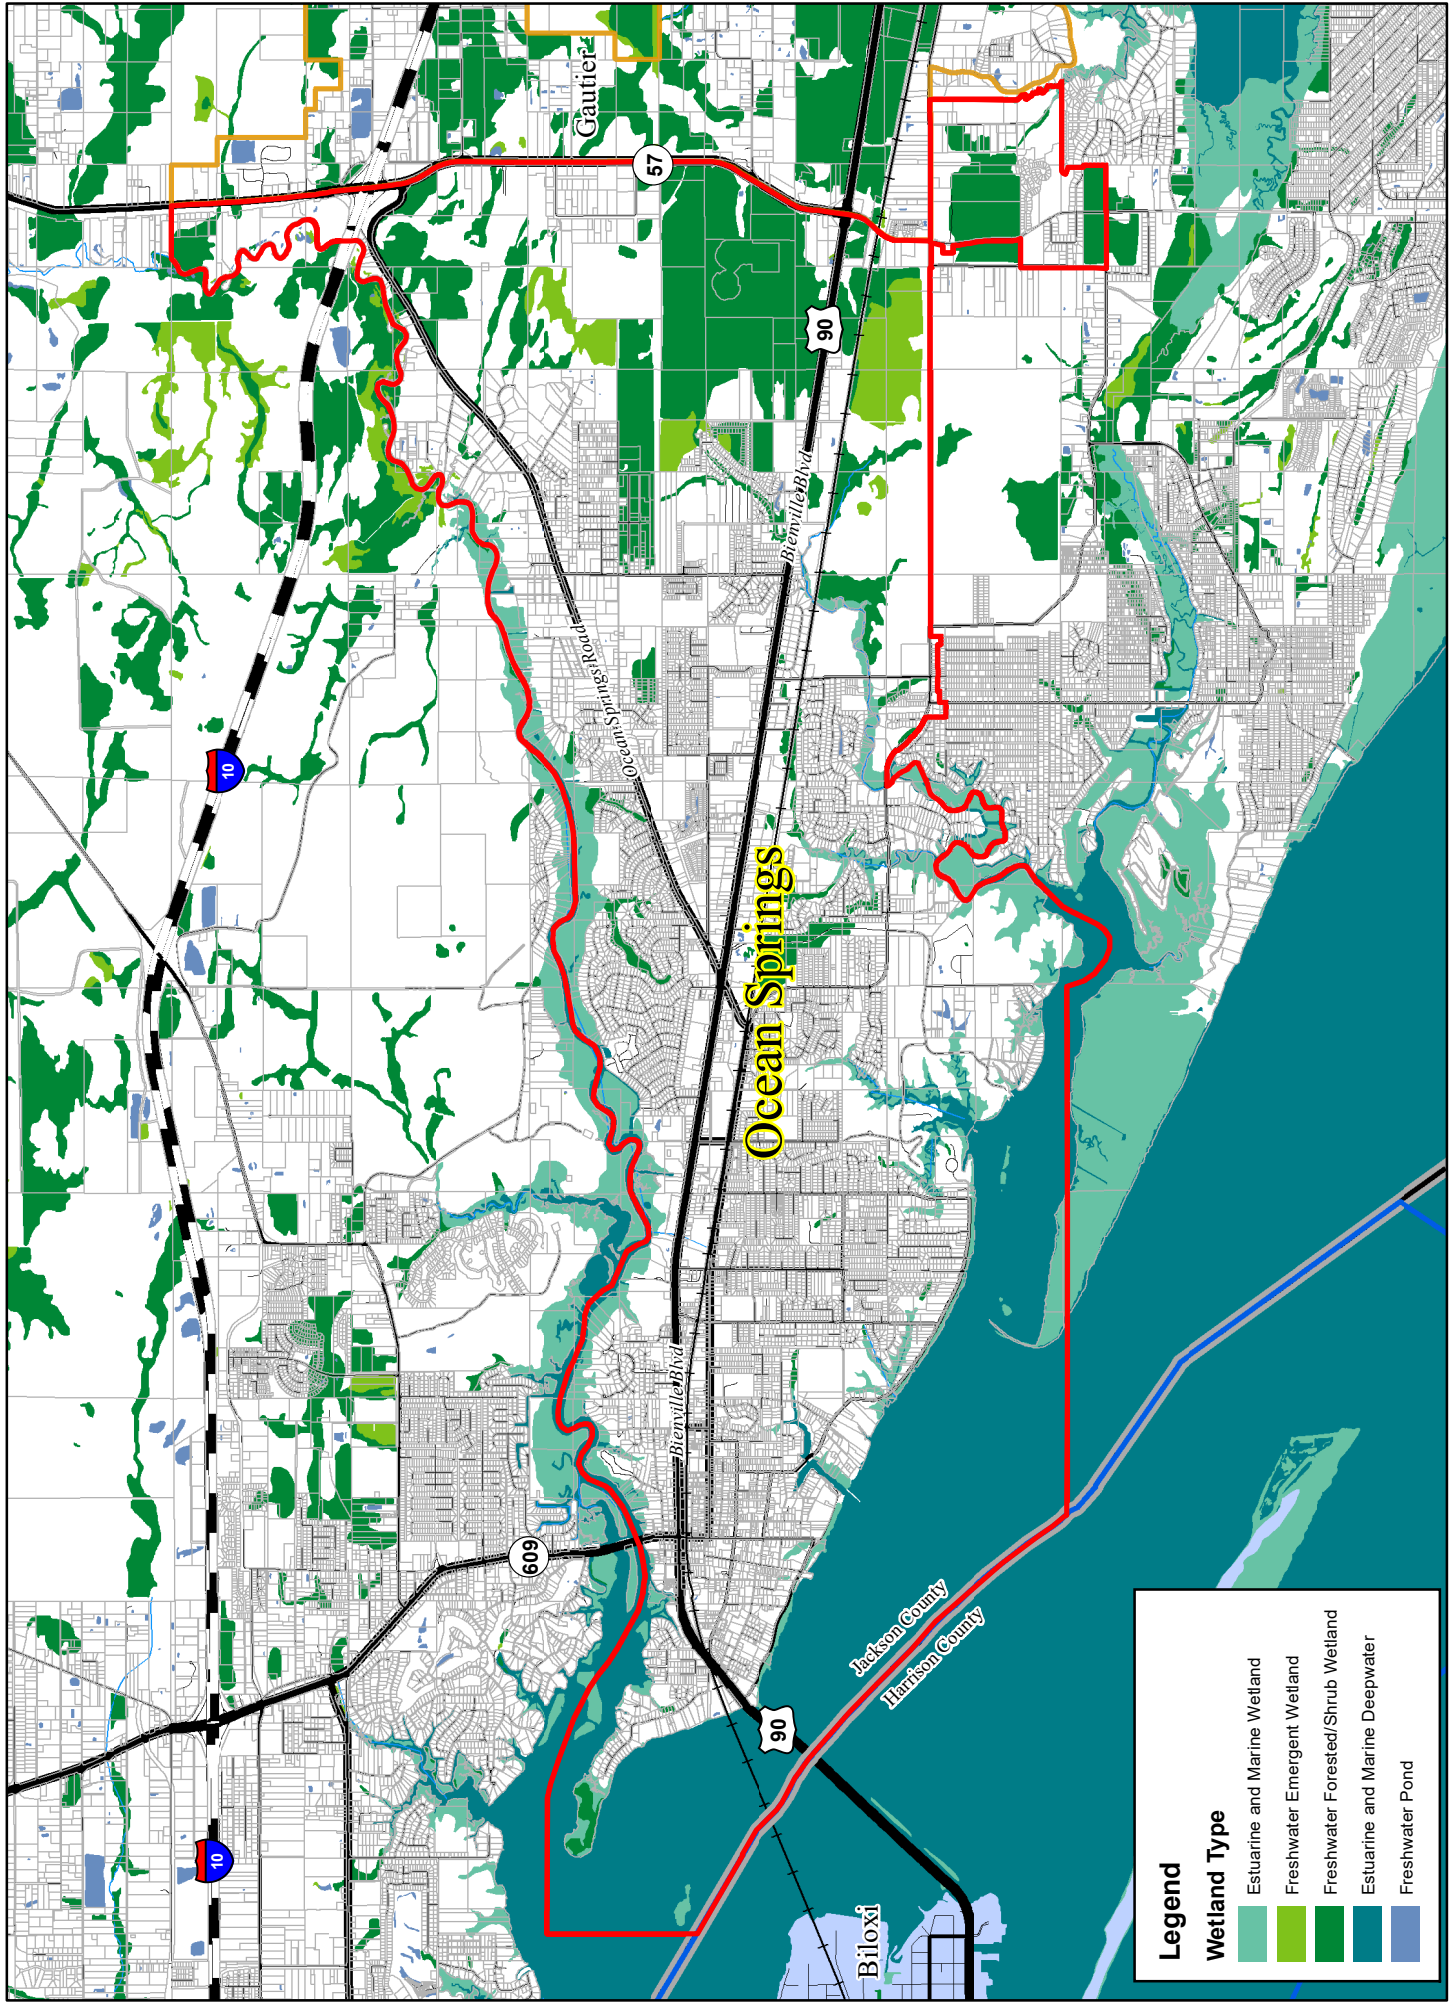 Gautier
57
90
Bienville Blvd
Ocean Springs Road
10
Ocean Springs
Bienville Blvd
609
10
90
Jackson County
Harrison County
Biloxi
Legend
Wetland Type
Estuarine and Marine Wetland
Freshwater Emergent Wetland
Freshwater Forested/Shrub Wetland
Estuarine and Marine Deepwater
Freshwater Pond